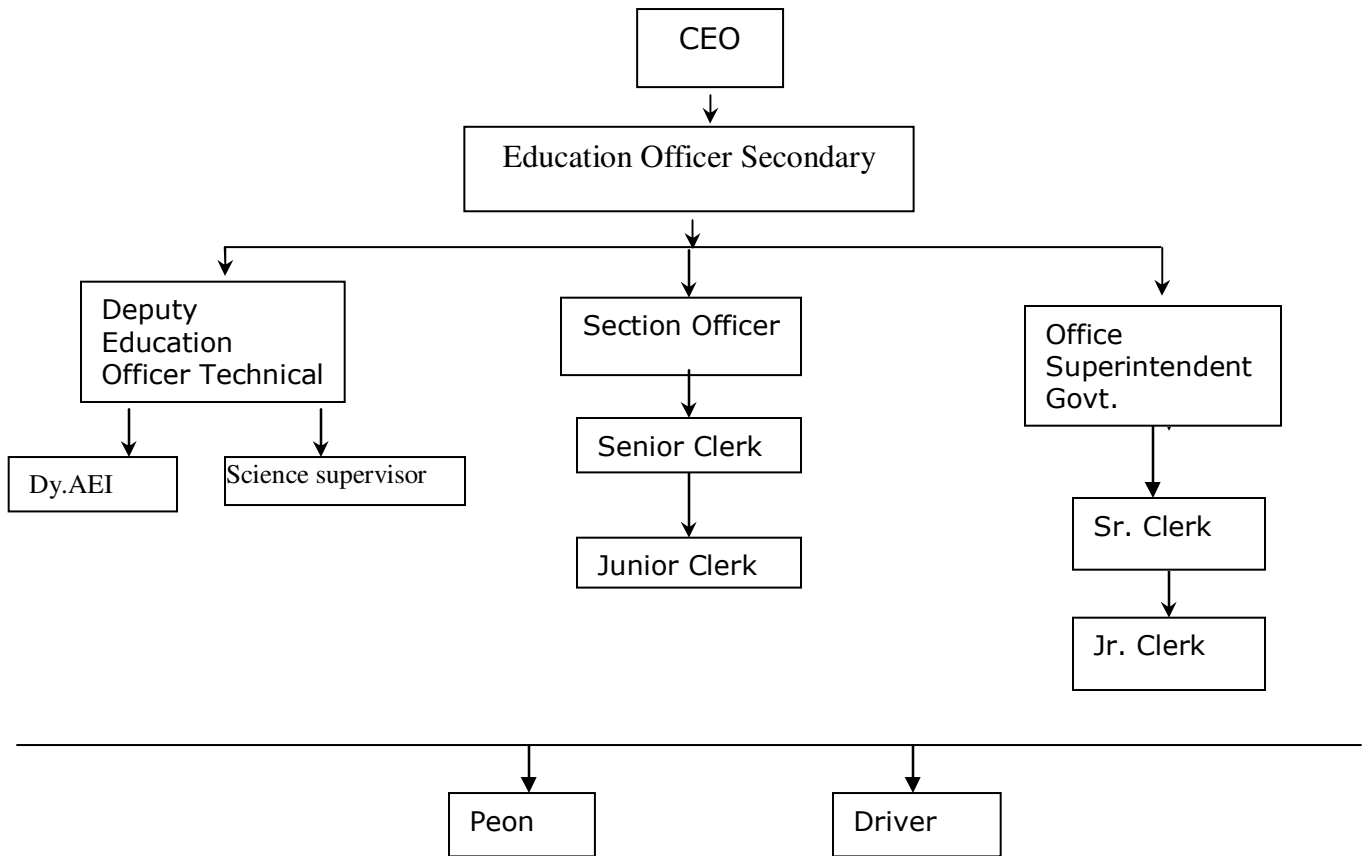 CEO
Education Officer Secondary
Deputy
Education
Officer Technical
Section Officer
Office
Superintendent
Govt.
Dy.AEI
Science supervisor
Senior Clerk
Sr. Clerk
Junior Clerk
Jr. Clerk
Peon
Driver